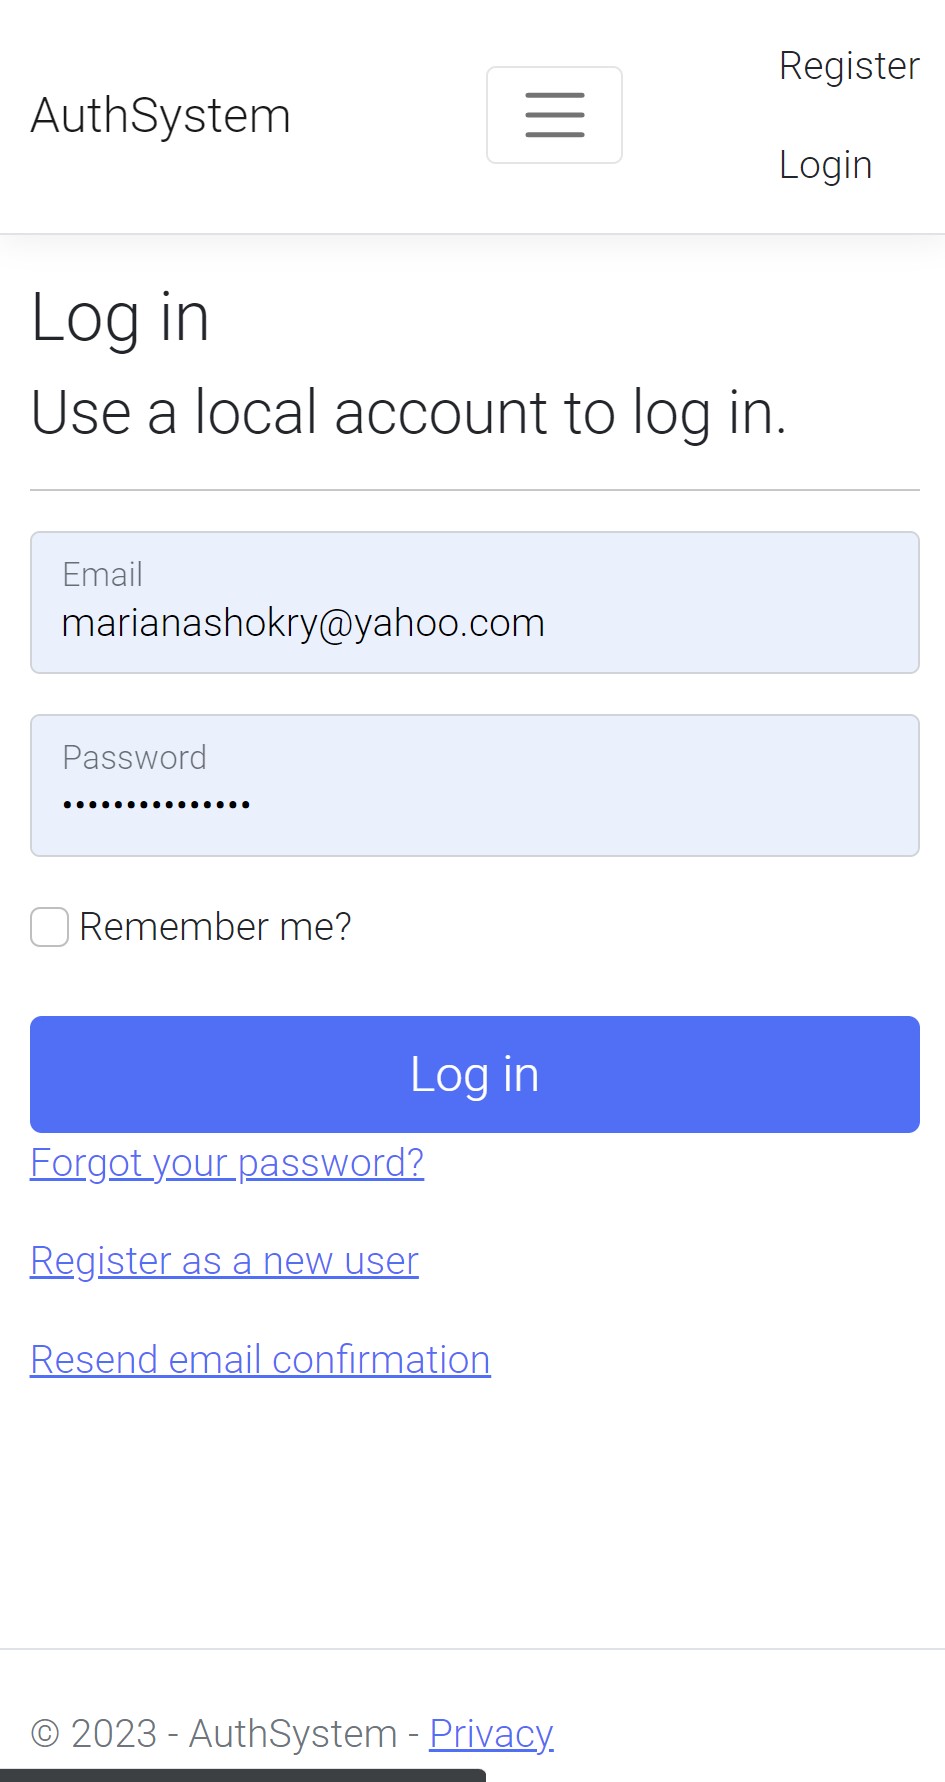 AuthSystem
Register
Login
Log in
Use a local account to log in.
Email
marianashokry@yahoo.com
Password
•••••••••••••••
Remember me?
Log in
Forgot your password?
Register as a new user
Resend email confirmation
© 2023 - AuthSystem - Privacy